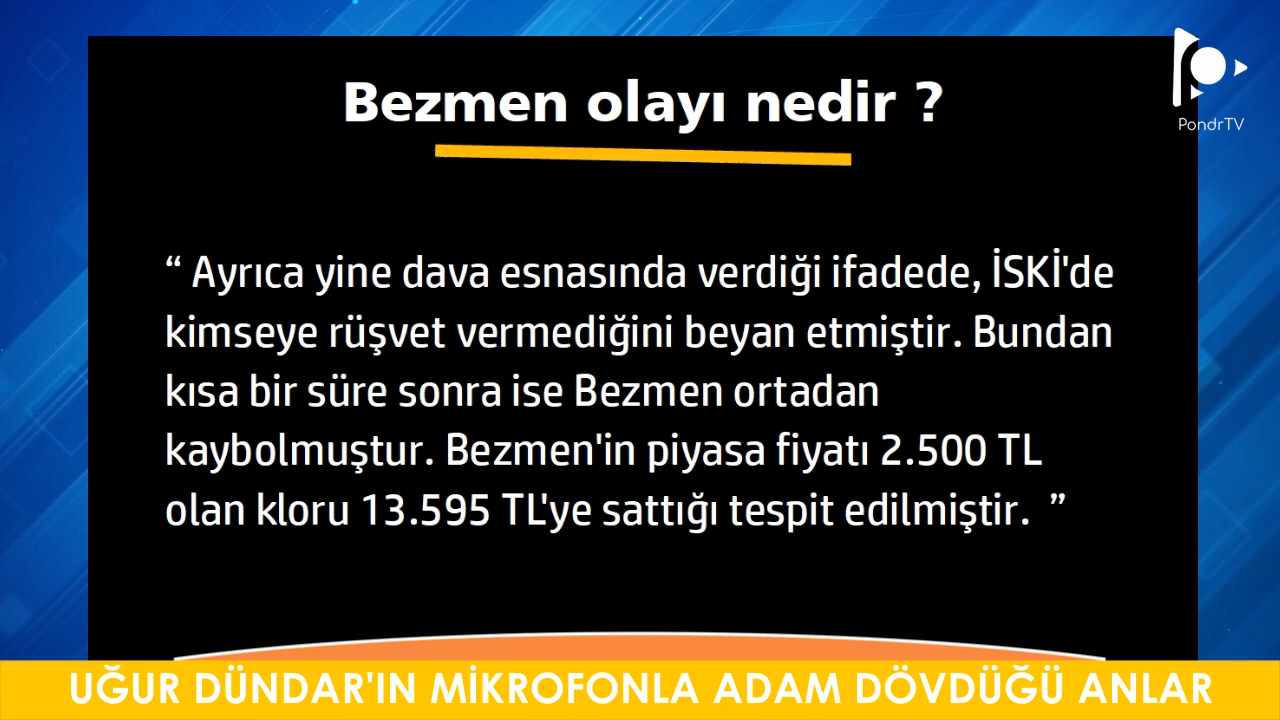 Bezmen olayı nedir ?
PondrTV
“ Ayrıca yine dava esnasında verdiği ifadede, İSKİ'de
kimseye rüşvet vermediğini beyan etmiştir. Bundan
kısa bir süre sonra ise Bezmen ortadan
kaybolmuştur. Bezmen'in piyasa fiyatı 2.500 TL
olan kloru 13.595 TL'ye sattığı tespit edilmiştir. ”
UĞUR DÜNDAR'IN MİKROFONLA ADAM DÖVDÜĞÜ ANLAR